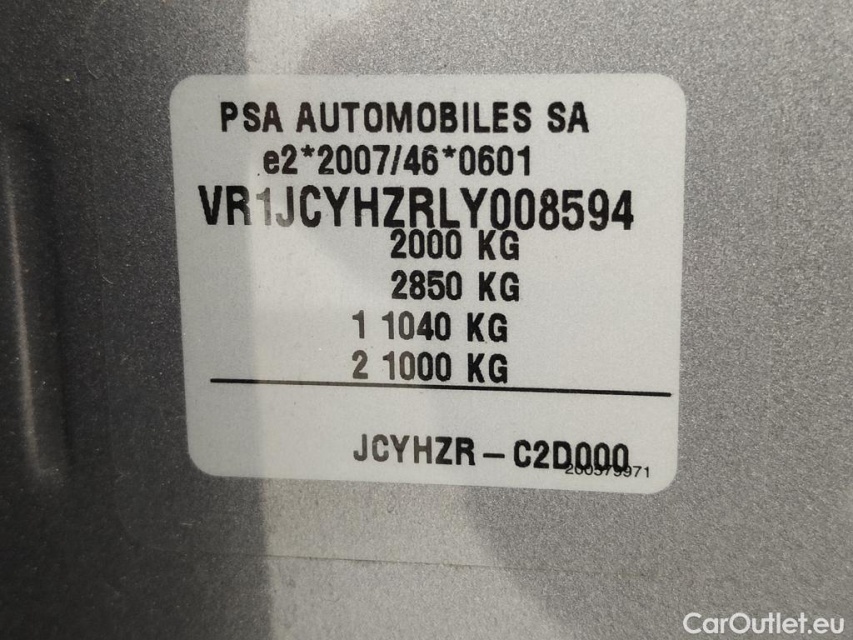 PSA AUTOMOBILES SA
e2*2007/46*0601
VR1JCYHZRLY008594
2000 KG
2850 KG
1 1040 KG
2 1000 KG
JCYHZR – C2D000
200579971
CarOutlet.eu